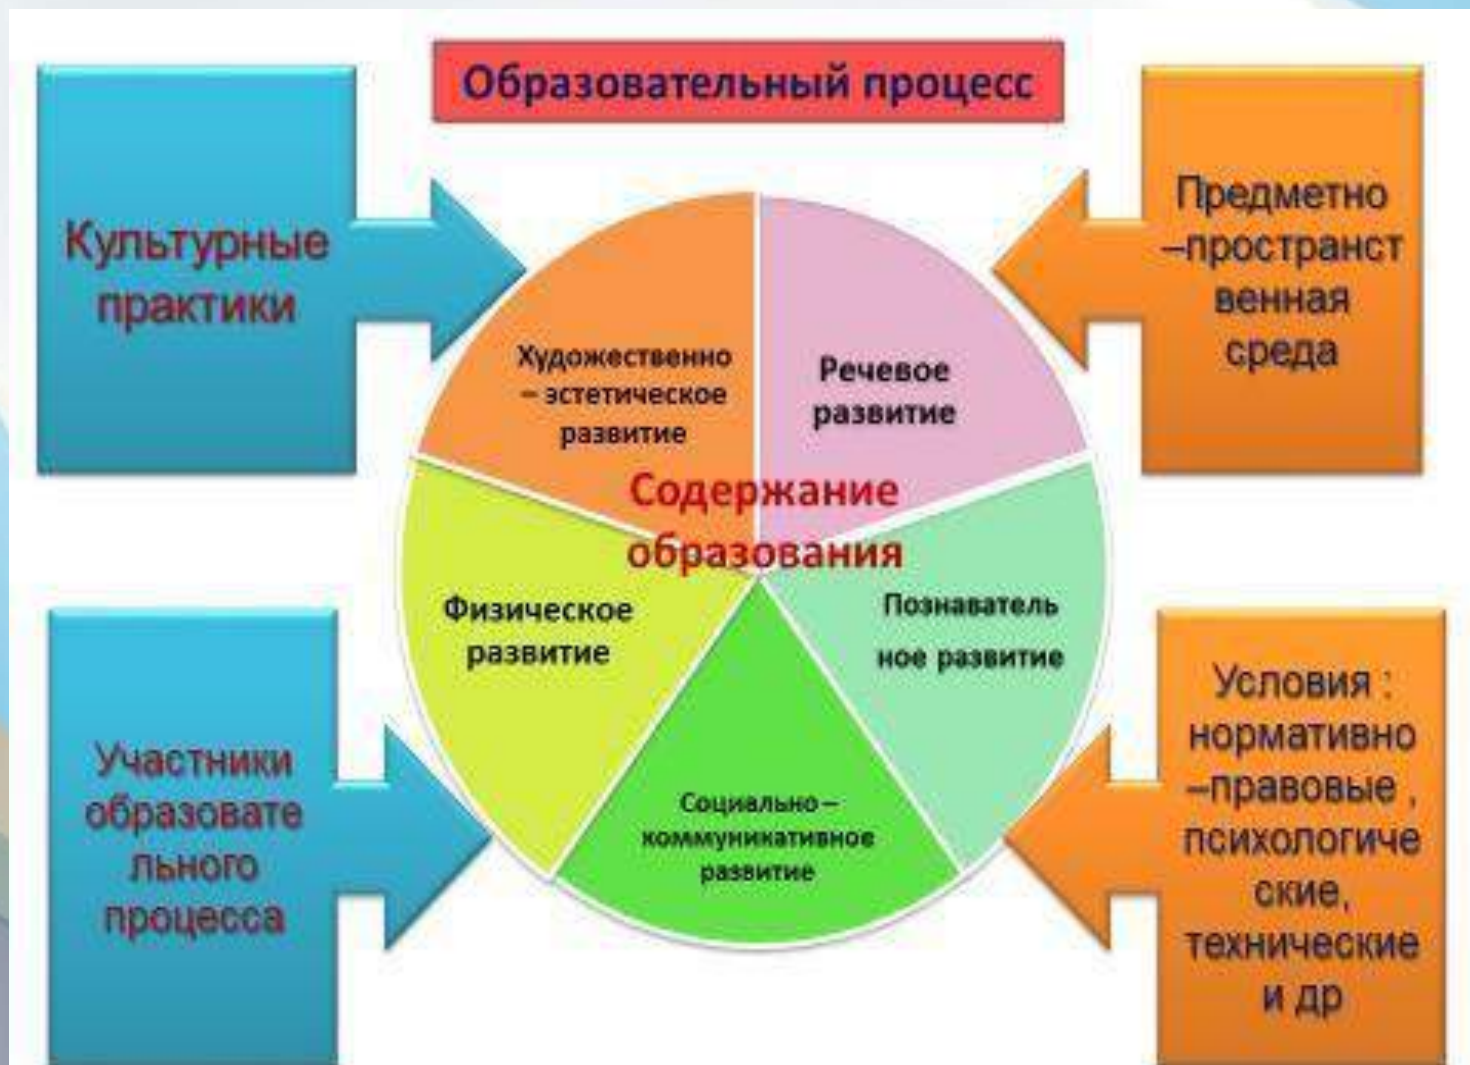 Образовательный процесс
Культурные
практики
Предметно
–пространст
венная
среда
Художественно
– эстетическое
развитие
Речевое
развитие
Содержание
образования
Физическое
развитие
Познаватель
ное развитие
Социально –
коммуникативное
развитие
Участники
образовате
льного
процесса
Условия :
нормативно
–правовые ,
психологиче
ские,
технические
и др